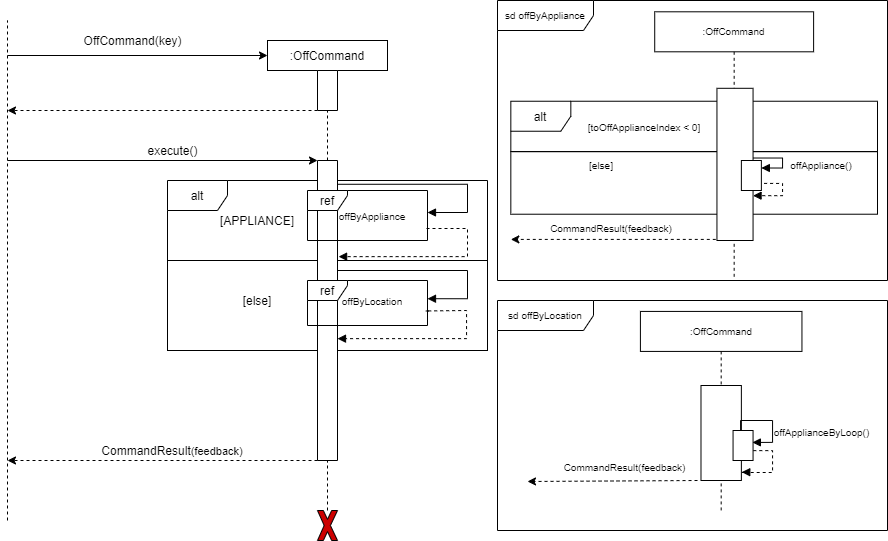 OffCommand(key)
:OffCommand
execute()
alt
ref
[APPLIANCE]
offByAppliance
ref
[else]
offByLocation
CommandResult(feedback)
X
sd offByAppliance
:OffCommand
alt
[toOffApplianceIndex < 0]
[else]
offAppliance()
CommandResult(feedback)
sd offByLocation
:OffCommand
offApplianceByLoop()
CommandResult(feedback)